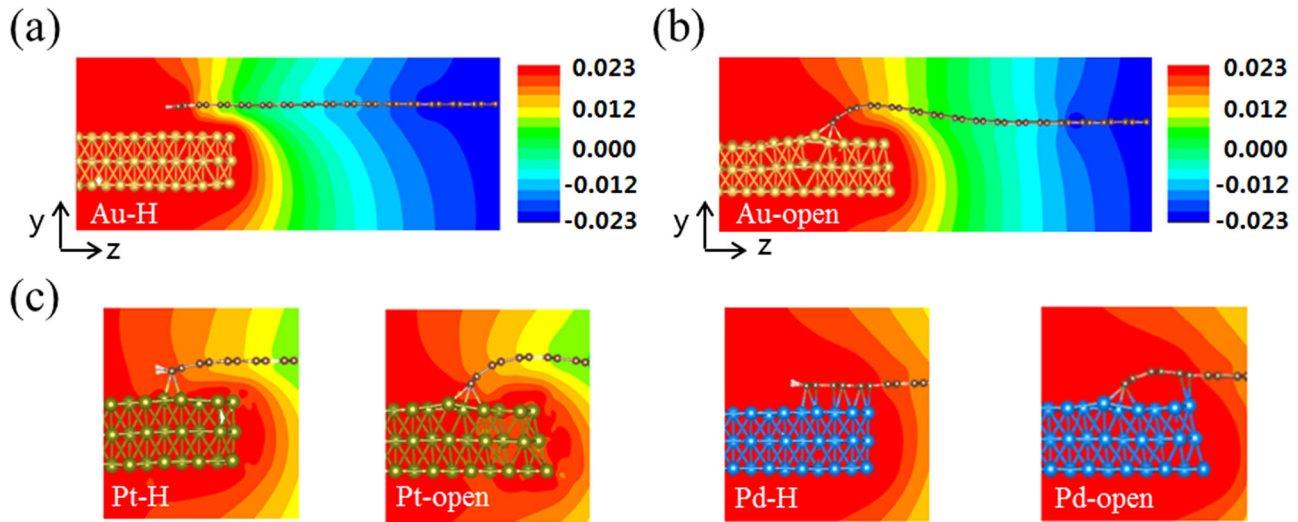 (a)
0.023
0.012
0.000
-0.012
-0.023
Au-H
y
z
(b)
0.023
0.012
0.000
-0.012
-0.023
Au-open
y
z
(c)
Pt-H
Pt-open
Pd-H
Pd-open